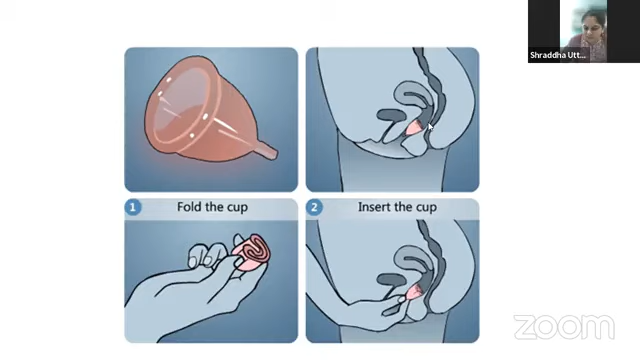 Shraddha Utt...
1 Fold the cup
2 Insert the cup
zoom